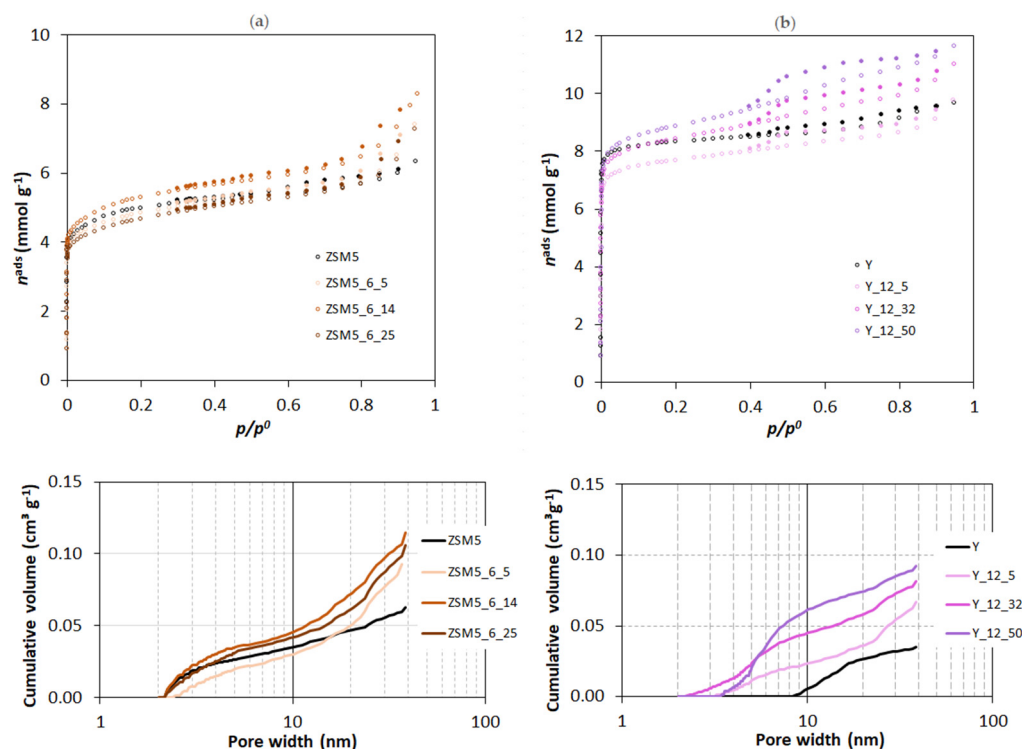 (a)
10
8
6
4
2
0
n^ads (mmol g⁻¹)
ZSM5
ZSM5_6_5
ZSM5_6_14
ZSM5_6_25
0 0.2 0.4 0.6 0.8 1
p/p⁰
(b)
12
10
8
6
4
2
0
n^ads (mmol g⁻¹)
Y
Y_12_5
Y_12_32
Y_12_50
0 0.2 0.4 0.6 0.8 1
p/p⁰
0.15
0.10
0.05
0.00
Cumulative volume (cm³ g⁻¹)
ZSM5
ZSM5_6_5
ZSM5_6_14
ZSM5_6_25
1 10 100
Pore width (nm)
0.15
0.10
0.05
0.00
Cumulative volume (cm³g⁻¹)
Y
Y_12_5
Y_12_32
Y_12_50
1 10 100
Pore width (nm)